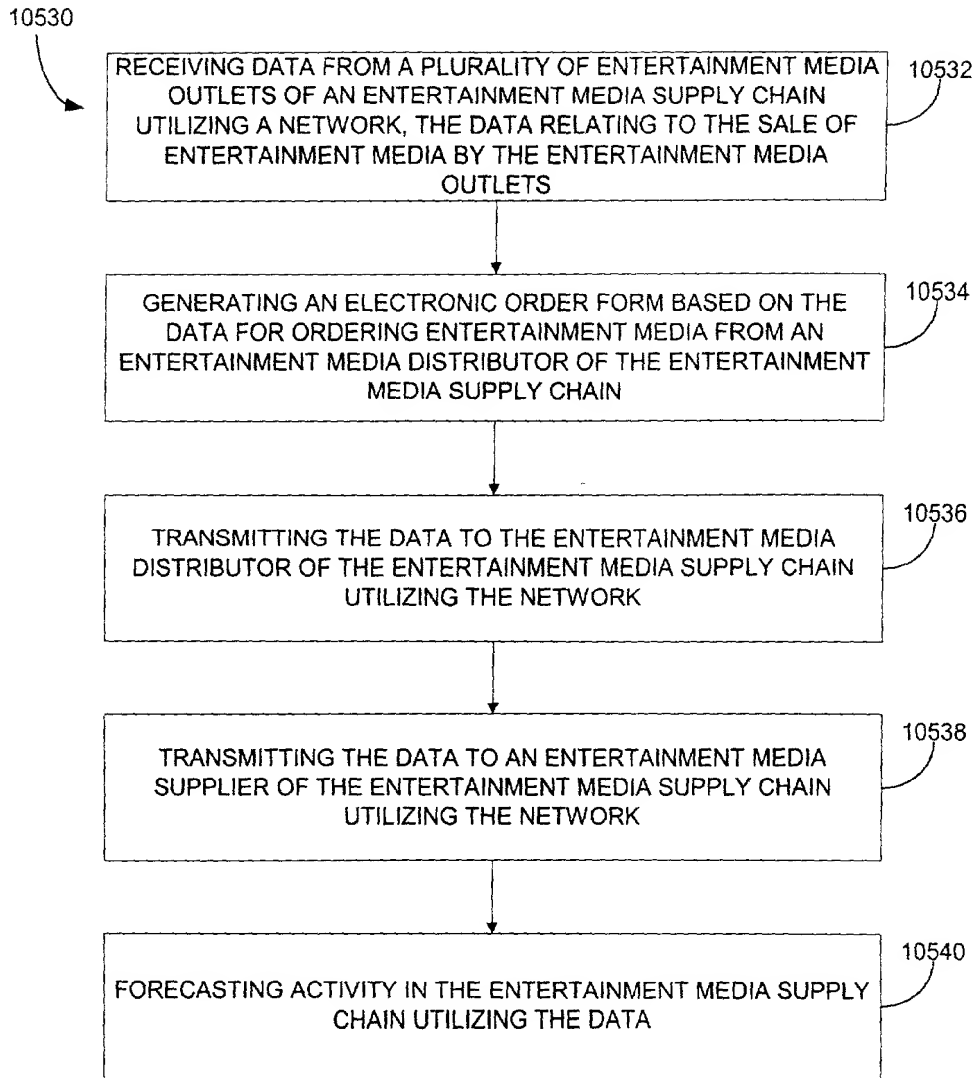 10530
RECEIVING DATA FROM A PLURALITY OF ENTERTAINMENT MEDIA
OUTLETS OF AN ENTERTAINMENT MEDIA SUPPLY CHAIN
UTILIZING A NETWORK, THE DATA RELATING TO THE SALE OF
ENTERTAINMENT MEDIA BY THE ENTERTAINMENT MEDIA
OUTLETS
10532
GENERATING AN ELECTRONIC ORDER FORM BASED ON THE
DATA FOR ORDERING ENTERTAINMENT MEDIA FROM AN
ENTERTAINMENT MEDIA DISTRIBUTOR OF THE ENTERTAINMENT
MEDIA SUPPLY CHAIN
10534
TRANSMITTING THE DATA TO THE ENTERTAINMENT MEDIA
DISTRIBUTOR OF THE ENTERTAINMENT MEDIA SUPPLY CHAIN
UTILIZING THE NETWORK
10536
TRANSMITTING THE DATA TO AN ENTERTAINMENT MEDIA
SUPPLIER OF THE ENTERTAINMENT MEDIA SUPPLY CHAIN
UTILIZING THE NETWORK
10538
FORECASTING ACTIVITY IN THE ENTERTAINMENT MEDIA SUPPLY
CHAIN UTILIZING THE DATA
10540